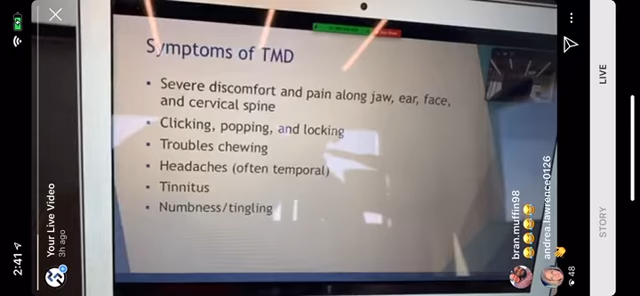 Symptoms of TMD
Severe discomfort and pain along jaw, ear, face,
and cervical spine
Clicking, popping, and locking
Troubles chewing
Headaches (often temporal)
Tinnitus
Numbness/tingling
2:41
Your Live Video
3h ago
bran.muffin98
andrea.lawrence0126
48
LIVE
STORY